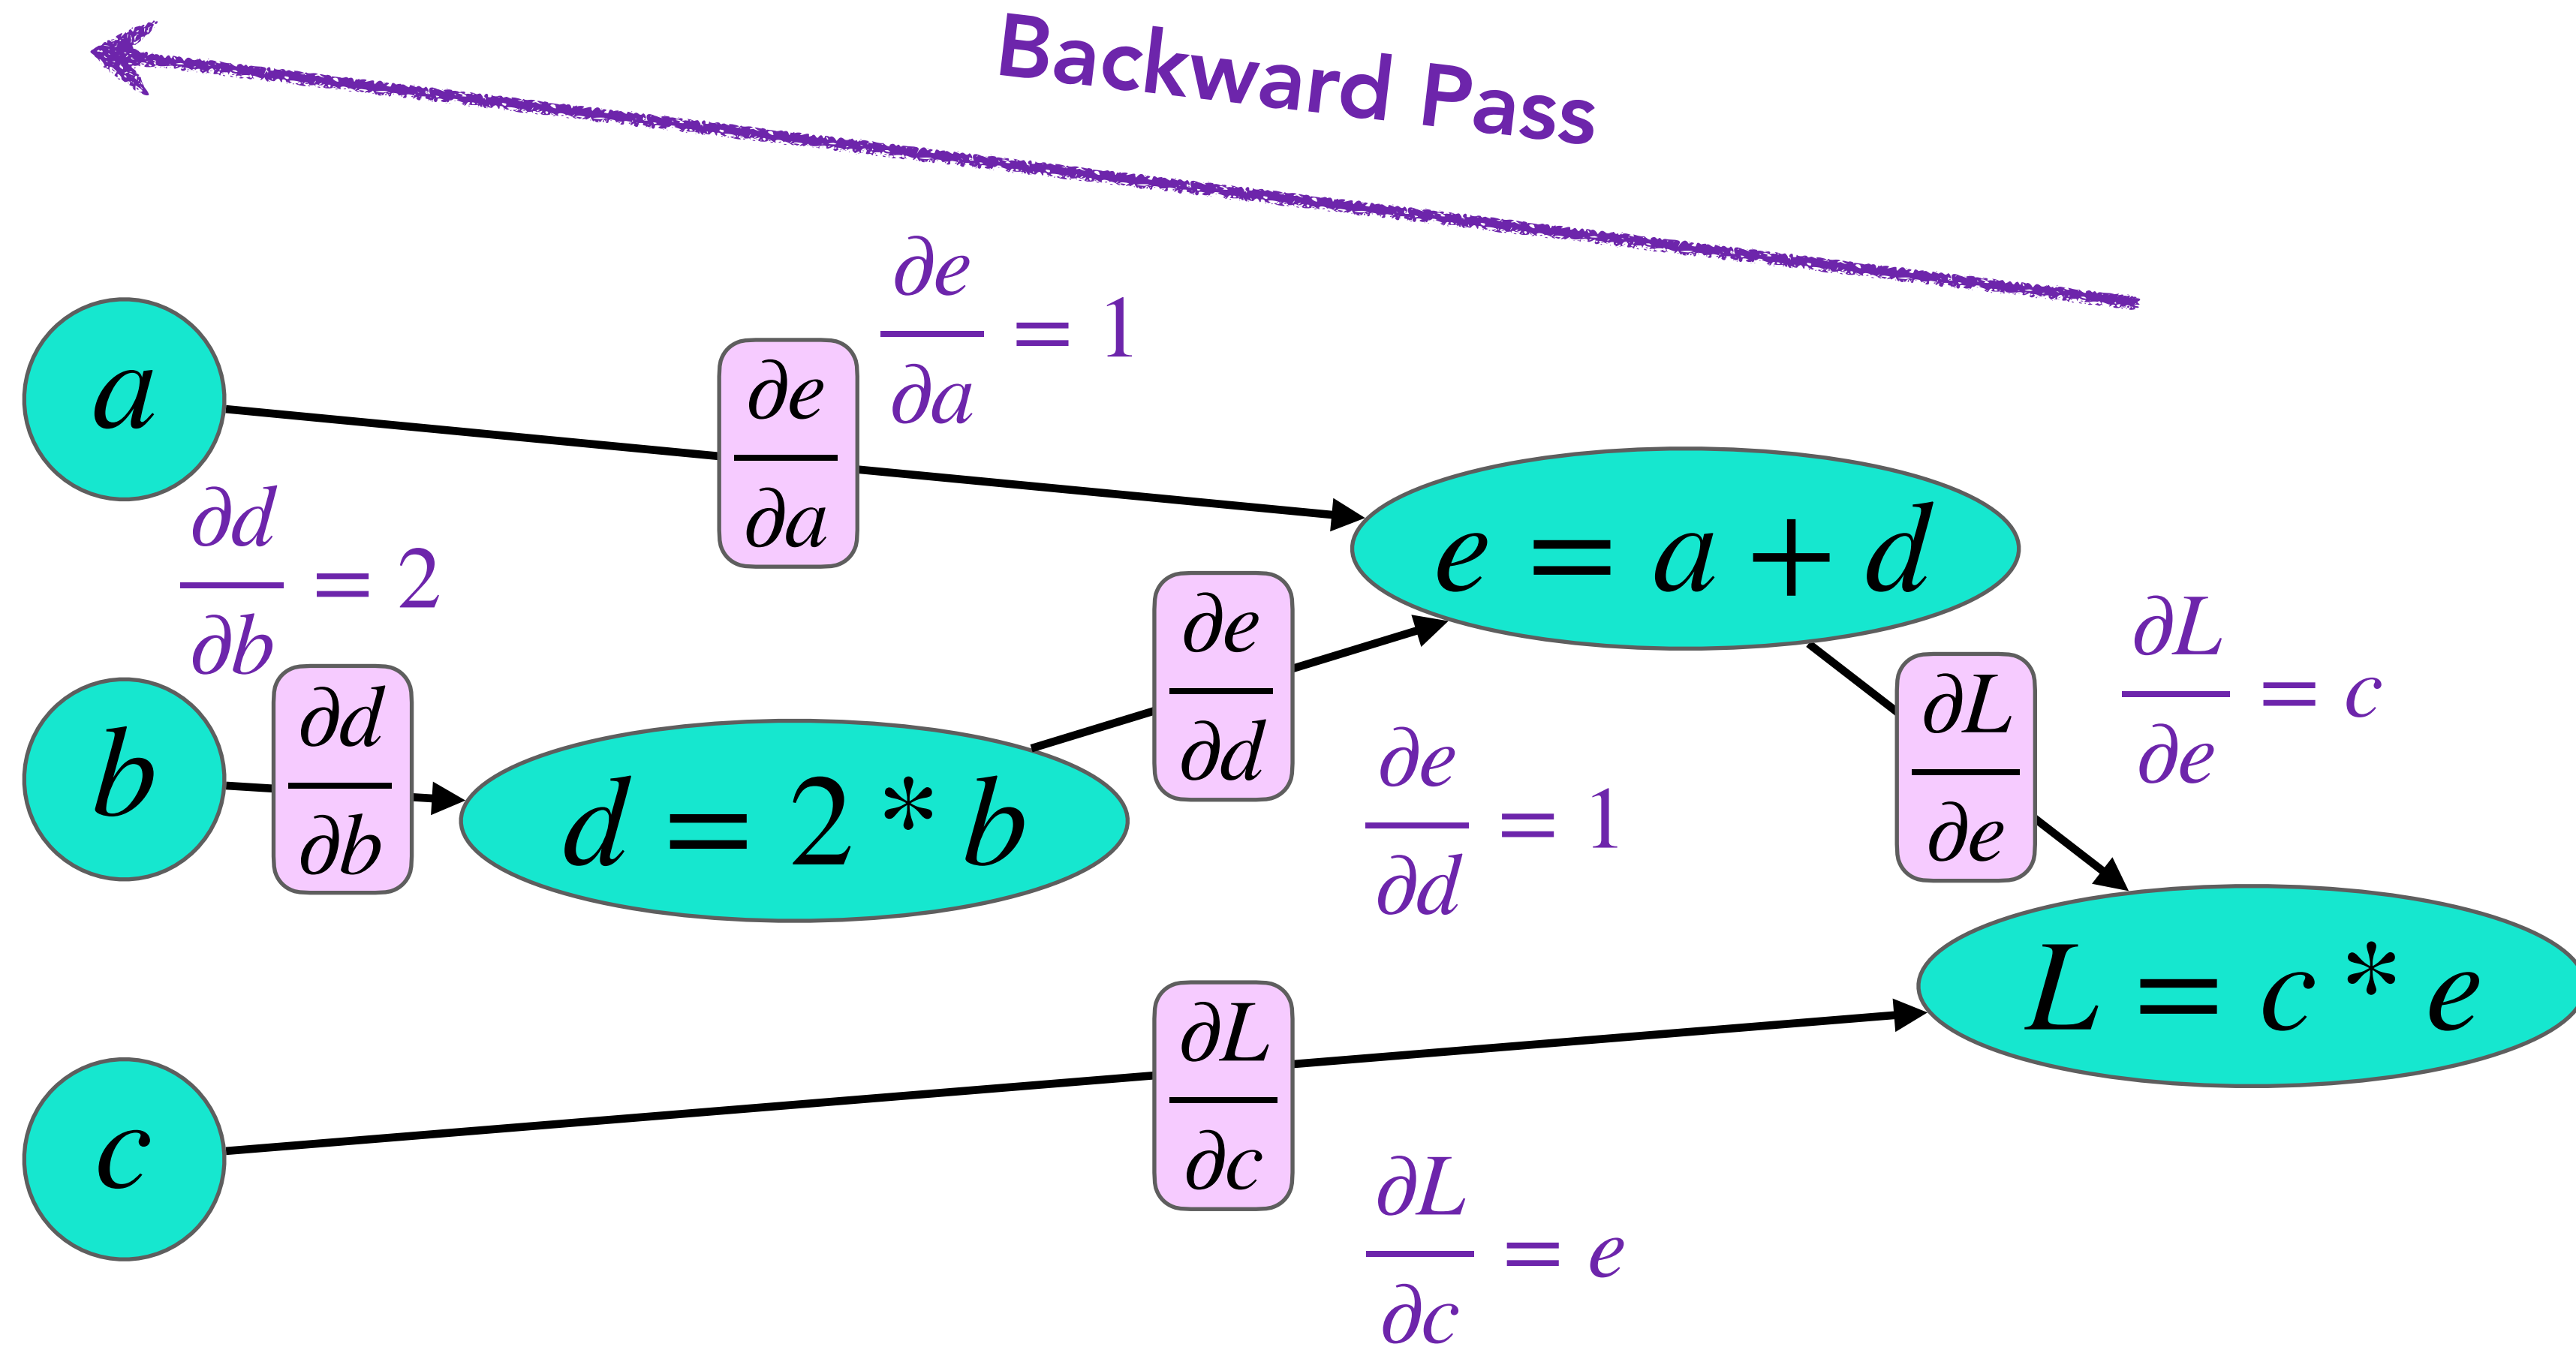 Backward Pass
∂e/∂a = 1
a
∂e/∂a
∂d/∂b = 2
e = a + d
∂e/∂d
∂L/∂e = c
∂L/∂e
b
∂d/∂b
d = 2 * b
∂e/∂d = 1
L = c * e
∂L/∂c
c
∂L/∂c = e